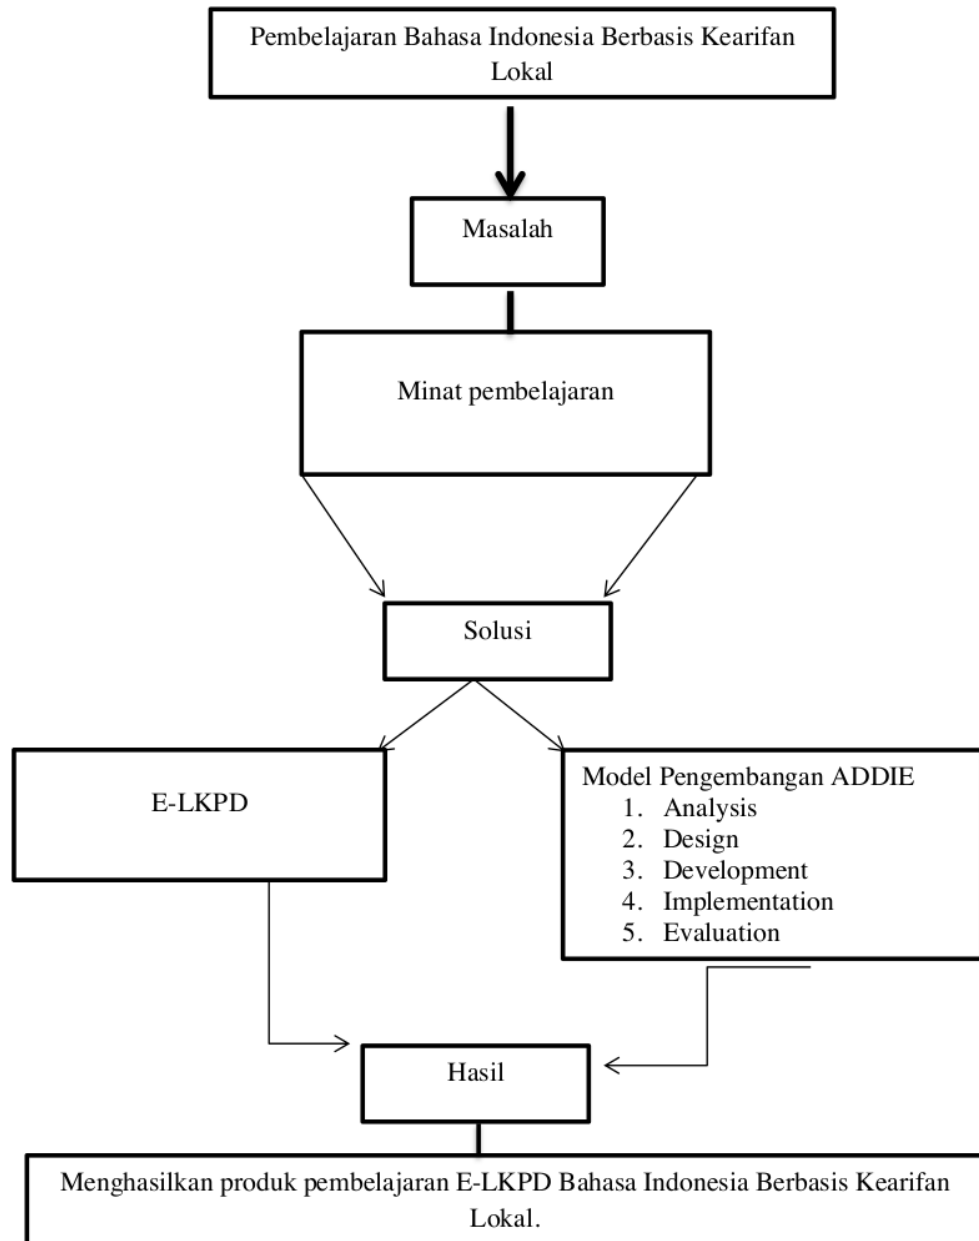 Pembelajaran Bahasa Indonesia Berbasis Kearifan
Lokal
Masalah
Minat pembelajaran
Solusi
E-LKPD
Model Pengembangan ADDIE
1. Analysis
2. Design
3. Development
4. Implementation
5. Evaluation
Hasil
Menghasilkan produk pembelajaran E-LKPD Bahasa Indonesia Berbasis Kearifan
Lokal.